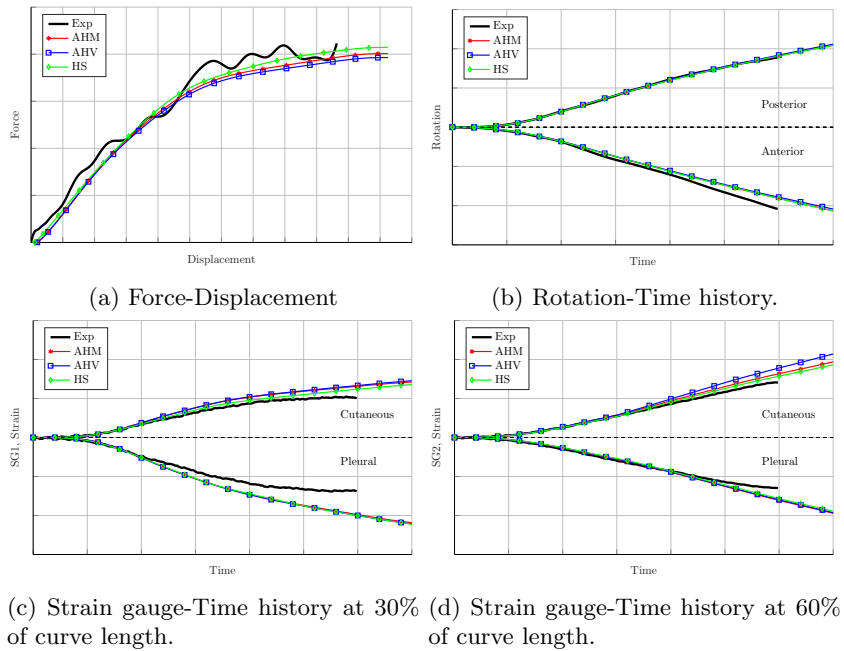 Exp
AHM
AHV
HS
Force
Displacement
(a) Force-Displacement
Exp
AHM
AHV
HS
Rotation
Posterior
Anterior
Time
(b) Rotation-Time history.
Exp
AHM
AHV
HS
SG1, Strain
Cutaneous
Pleural
Time
(c) Strain gauge-Time history at 30%
of curve length.
Exp
AHM
AHV
HS
SG2, Strain
Cutaneous
Pleural
Time
(d) Strain gauge-Time history at 60%
of curve length.